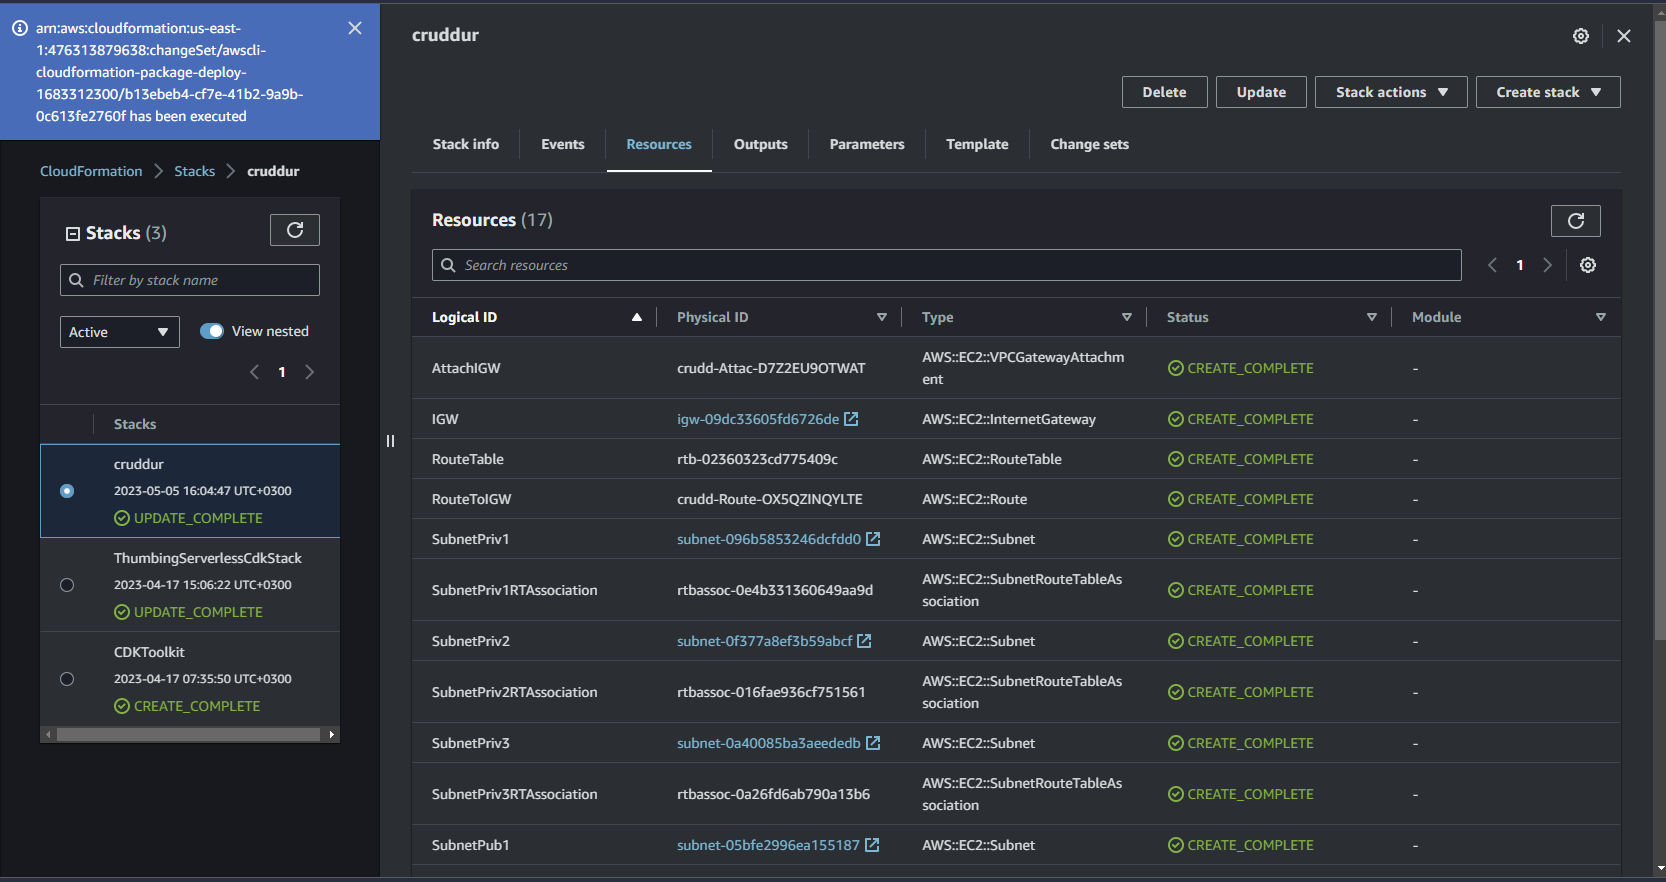 arn:aws:cloudformation:us-east-
1:476313879638:changeSet/awscli-
cloudformation-package-deploy-
1683312300/b13ebeb4-cf7e-41b2-9a9b-
0c613fe2760f has been executed
CloudFormation
Stacks
cruddur
Stacks (3)
Filter by stack name
Active
View nested
1
Stacks
cruddur
2023-05-05 16:04:47 UTC+0300
UPDATE_COMPLETE
ThumbingServerlessCdkStack
2023-04-17 15:06:22 UTC+0300
UPDATE_COMPLETE
CDKToolkit
2023-04-17 07:35:50 UTC+0300
CREATE_COMPLETE
cruddur
Delete Update Stack actions Create stack
Stack info Events Resources Outputs Parameters Template Change sets
Resources (17)
Search resources
1
Logical ID Physical ID Type Status Module
AttachIGW crudd-Attac-D7Z2EU9OTWAT AWS::EC2::VPCGatewayAttachm CREATE_COMPLETE -
ent
IGW igw-09dc33605fd6726de AWS::EC2::InternetGateway CREATE_COMPLETE -
RouteTable rtb-02360323cd775409c AWS::EC2::RouteTable CREATE_COMPLETE -
RouteToIGW crudd-Route-OX5QZINQYLTE AWS::EC2::Route CREATE_COMPLETE -
SubnetPriv1 subnet-096b5853246dcfdd0 AWS::EC2::Subnet CREATE_COMPLETE -
SubnetPriv1RTAssociation rtbassoc-0e4b331360649aa9d AWS::EC2::SubnetRouteTableAs CREATE_COMPLETE -
sociation
SubnetPriv2 subnet-0f377a8ef3b59abcf AWS::EC2::Subnet CREATE_COMPLETE -
SubnetPriv2RTAssociation rtbassoc-016fae936cf751561 AWS::EC2::SubnetRouteTableAs CREATE_COMPLETE -
sociation
SubnetPriv3 subnet-0a40085ba3aeededb AWS::EC2::Subnet CREATE_COMPLETE -
SubnetPriv3RTAssociation rtbassoc-0a26fd6ab790a13b6 AWS::EC2::SubnetRouteTableAs CREATE_COMPLETE -
sociation
SubnetPub1 subnet-05bfe2996ea155187 AWS::EC2::Subnet CREATE_COMPLETE -